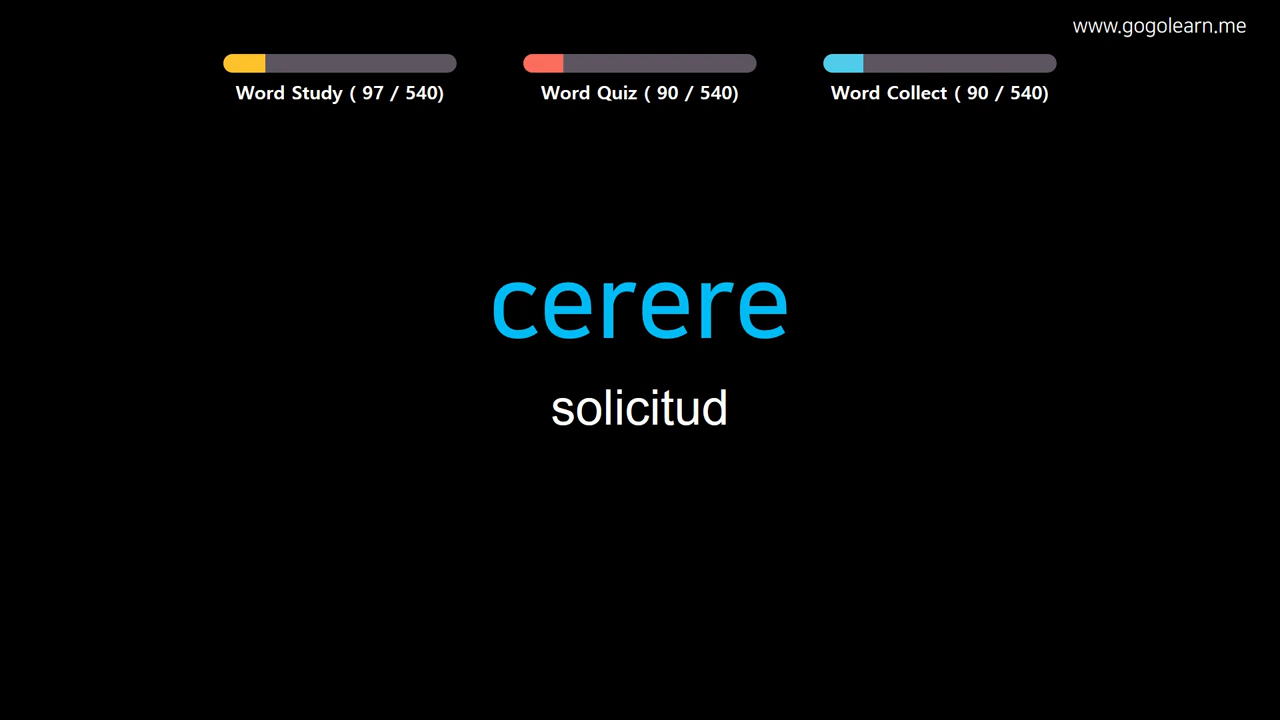 www.gogolearn.me
Word Study ( 97 / 540)
Word Quiz ( 90 / 540)
Word Collect ( 90 / 540)
cerere
solicitud